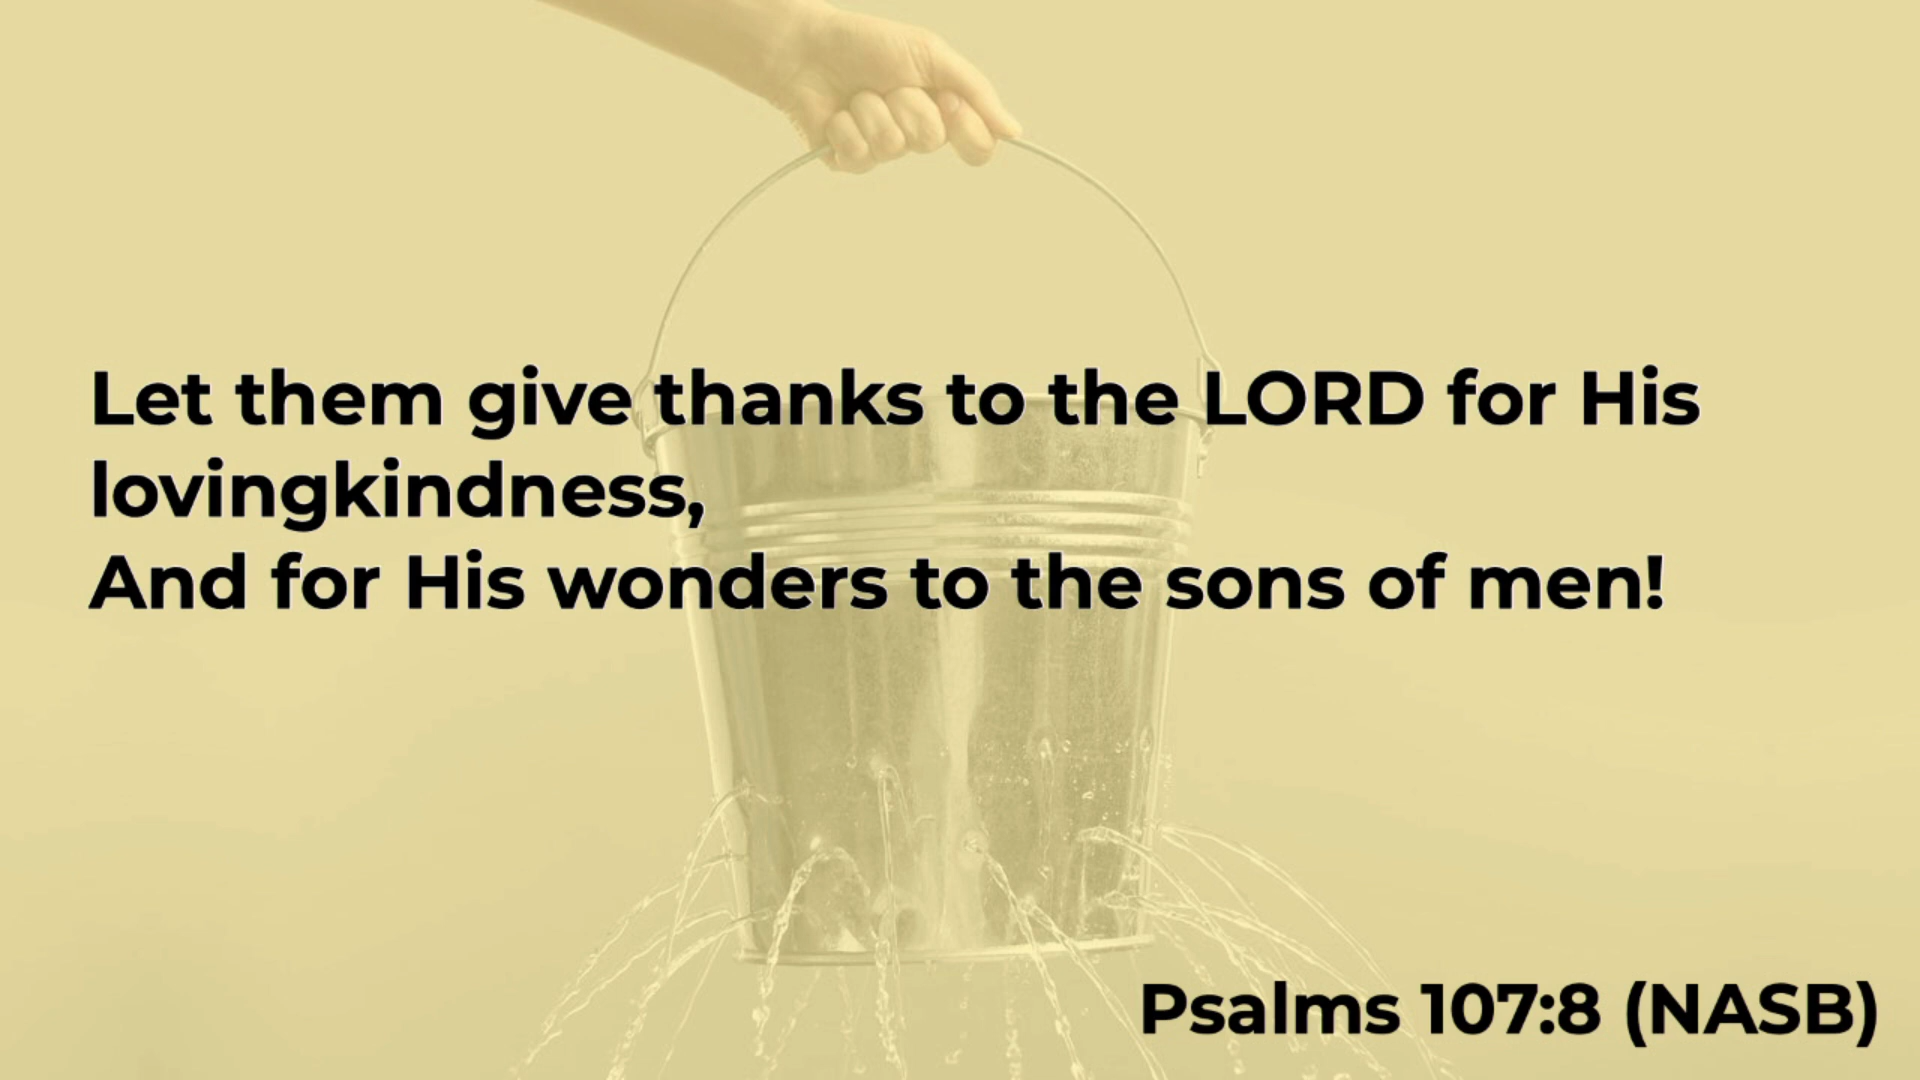 Let them give thanks to the LORD for His
lovingkindness,
And for His wonders to the sons of men!
Psalms 107:8 (NASB)